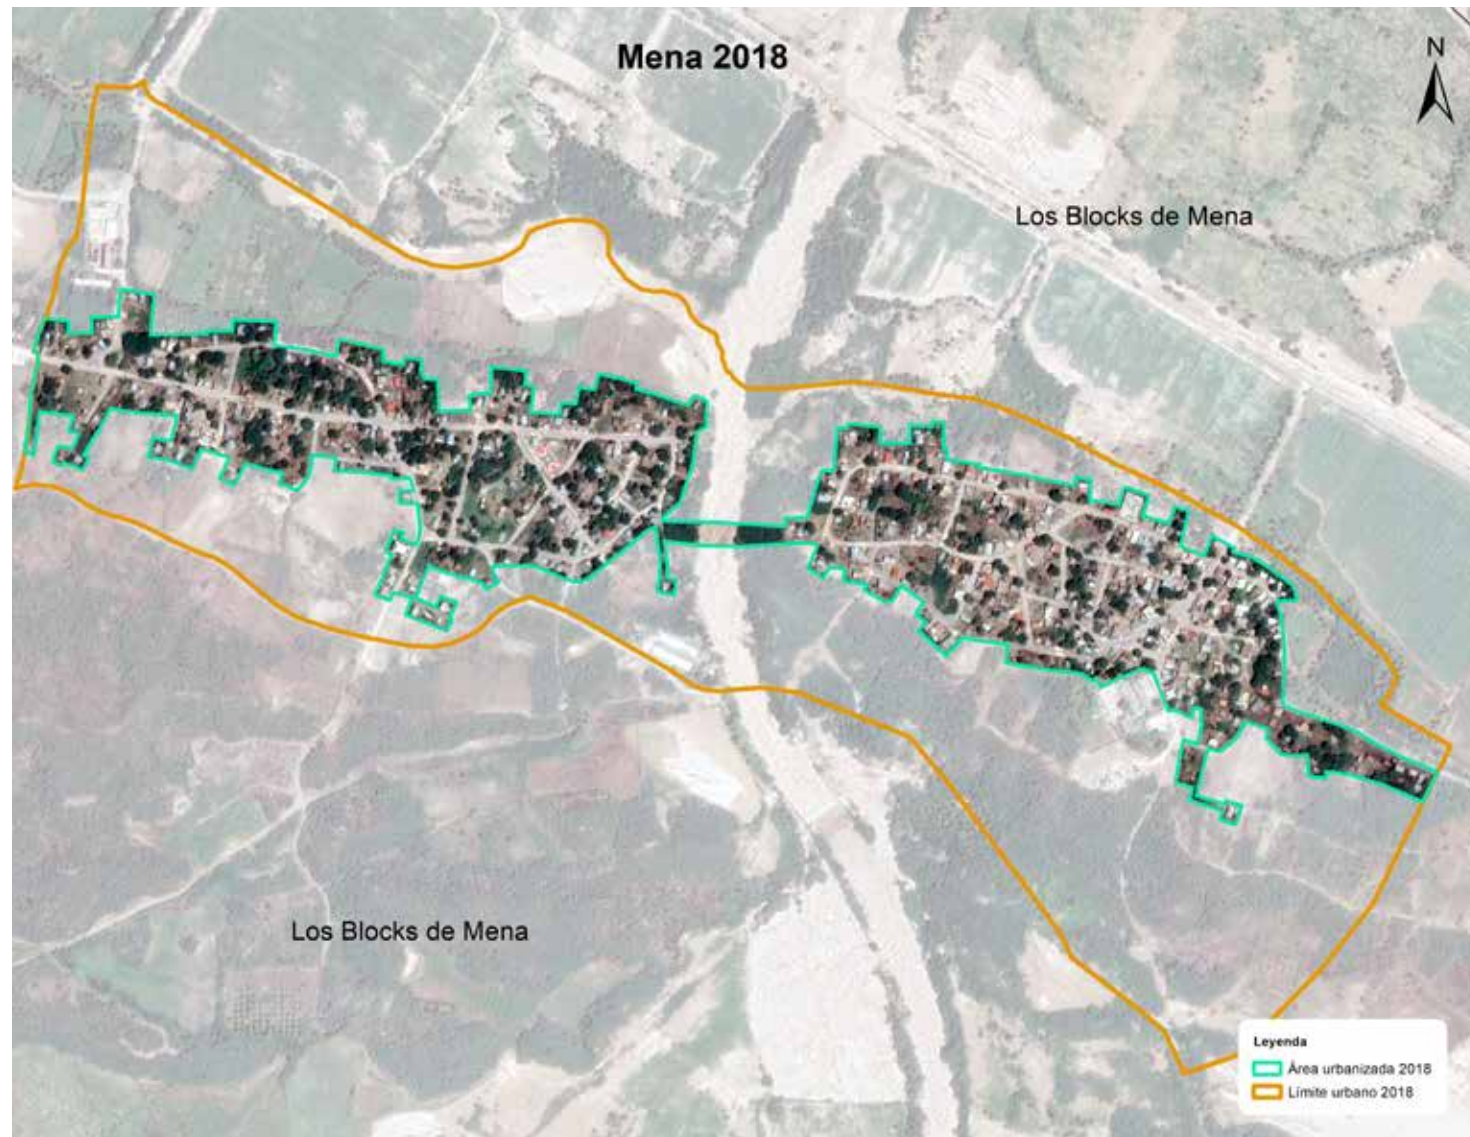 Mena 2018
N
Los Blocks de Mena
Los Blocks de Mena
Leyenda
Área urbanizada 2018
Límite urbano 2018